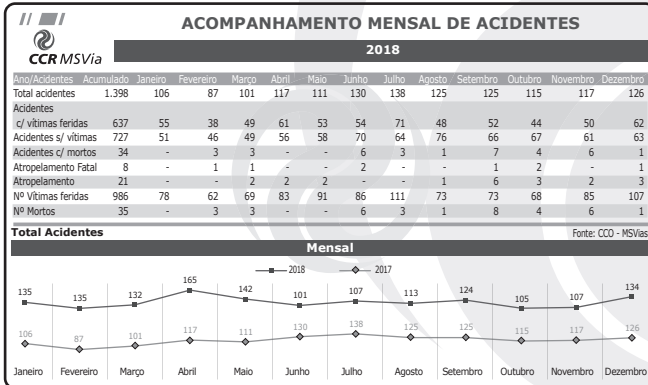 CCR MSVia
ACOMPANHAMENTO MENSAL DE ACIDENTES
2018
Ano/Acidentes Acumulado Janeiro Fevereiro Março Abril Maio Junho Julho Agosto Setembro Outubro Novembro Dezembro
Total acidentes 1.398 106 87 101 117 111 130 138 125 125 115 117 126
Acidentes
c/ vítimas feridas 637 55 38 49 61 53 54 71 48 52 44 50 62
Acidentes s/ vítimas 727 51 46 49 56 58 70 64 76 66 67 61 63
Acidentes c/ mortos 34 - 3 3 - - 6 3 1 7 4 6 1
Atropelamento Fatal 8 - 1 1 - - 2 - - 1 2 - 1
Atropelamento 21 - - 2 2 2 - - 1 6 3 2 3
Nº Vítimas feridas 986 78 62 69 83 91 86 111 73 73 68 85 107
Nº Mortos 35 - 3 3 - - 6 3 1 8 4 6 1
Total Acidentes Fonte: CCO - MSVias
Mensal
2018 2017
135 135 132 165 142 101 107 113 124 105 107 134
106 87 101 117 111 130 138 125 125 115 117 126
Janeiro Fevereiro Março Abril Maio Junho Julho Agosto Setembro Outubro Novembro Dezembro